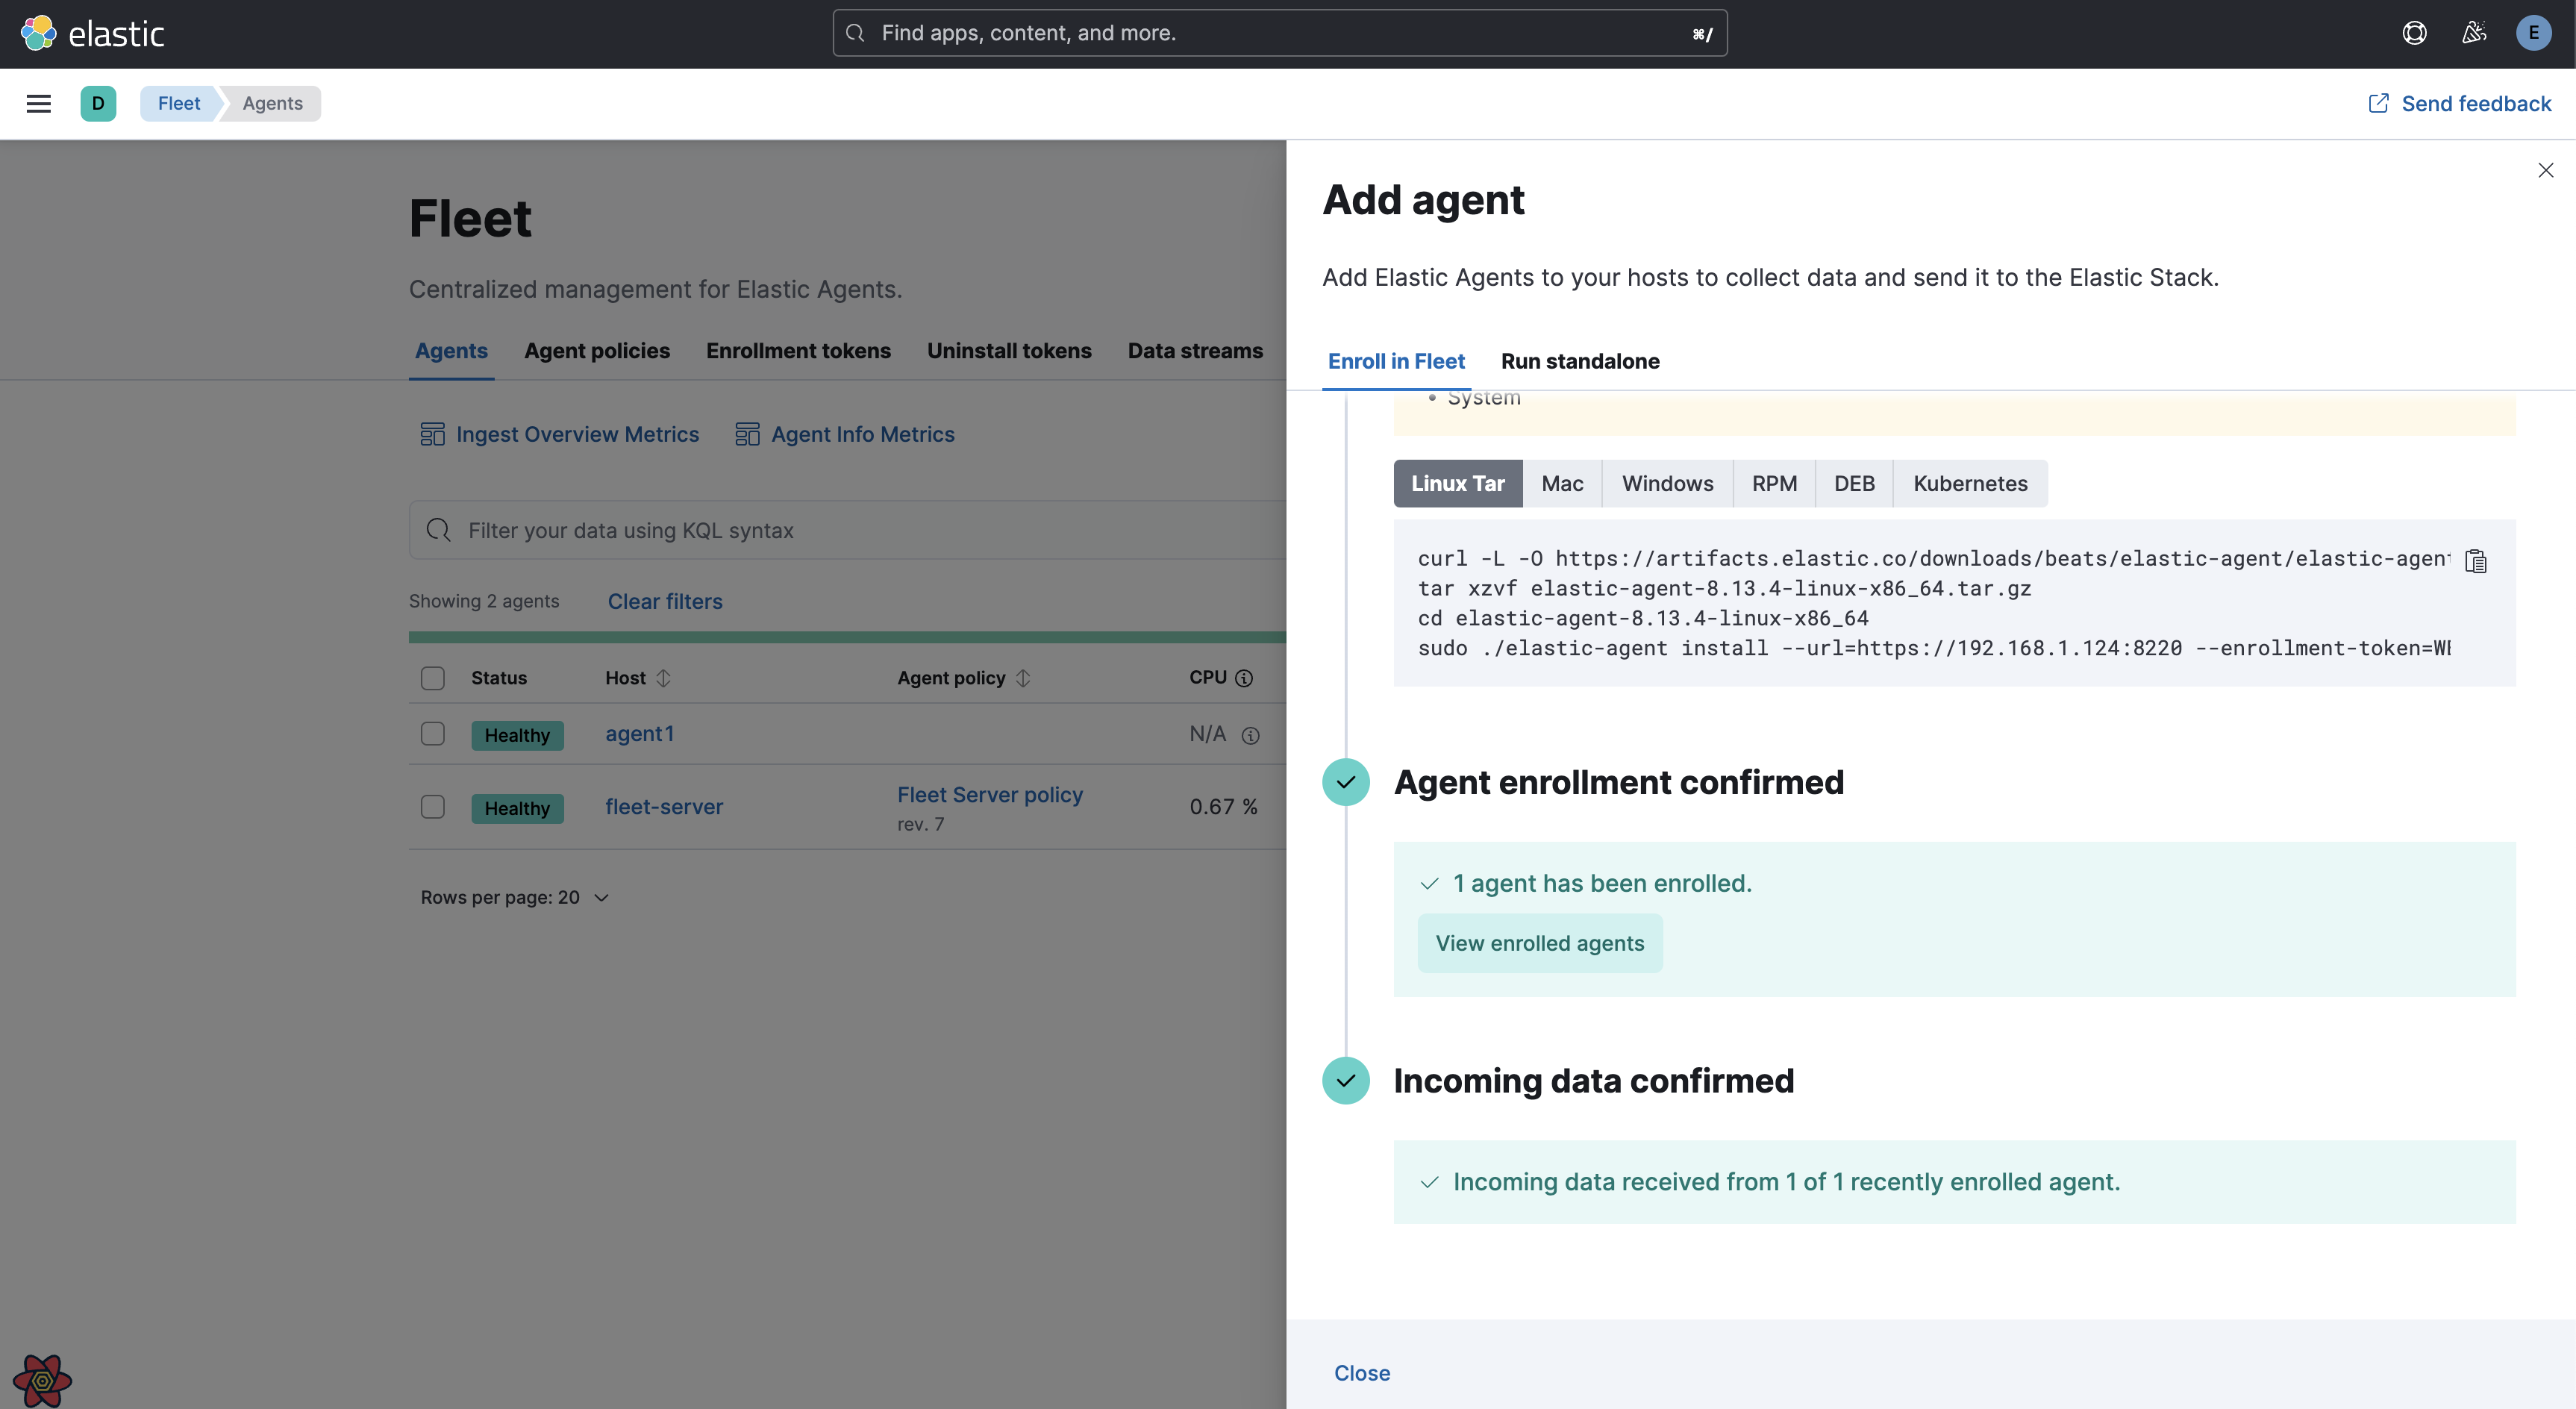 elastic
Find apps, content, and more.
⌘/
E
D
Fleet
Agents
Send feedback
Fleet
Centralized management for Elastic Agents.
Agents
Agent policies
Enrollment tokens
Uninstall tokens
Data streams
Ingest Overview Metrics
Agent Info Metrics
Filter your data using KQL syntax
Showing 2 agents
Clear filters
Status Host Agent policy CPU
Healthy agent1 N/A
Healthy fleet-server Fleet Server policy 0.67 %
rev. 7
Rows per page: 20
Add agent
Add Elastic Agents to your hosts to collect data and send it to the Elastic Stack.
Enroll in Fleet
Run standalone
• System
Linux Tar
Mac
Windows
RPM
DEB
Kubernetes
curl -L -O https://artifacts.elastic.co/downloads/beats/elastic-agent/elastic-agent
tar xzvf elastic-agent-8.13.4-linux-x86_64.tar.gz
cd elastic-agent-8.13.4-linux-x86_64
sudo ./elastic-agent install --url=https://192.168.1.124:8220 --enrollment-token=W
Agent enrollment confirmed
1 agent has been enrolled.
View enrolled agents
Incoming data confirmed
Incoming data received from 1 of 1 recently enrolled agent.
Close